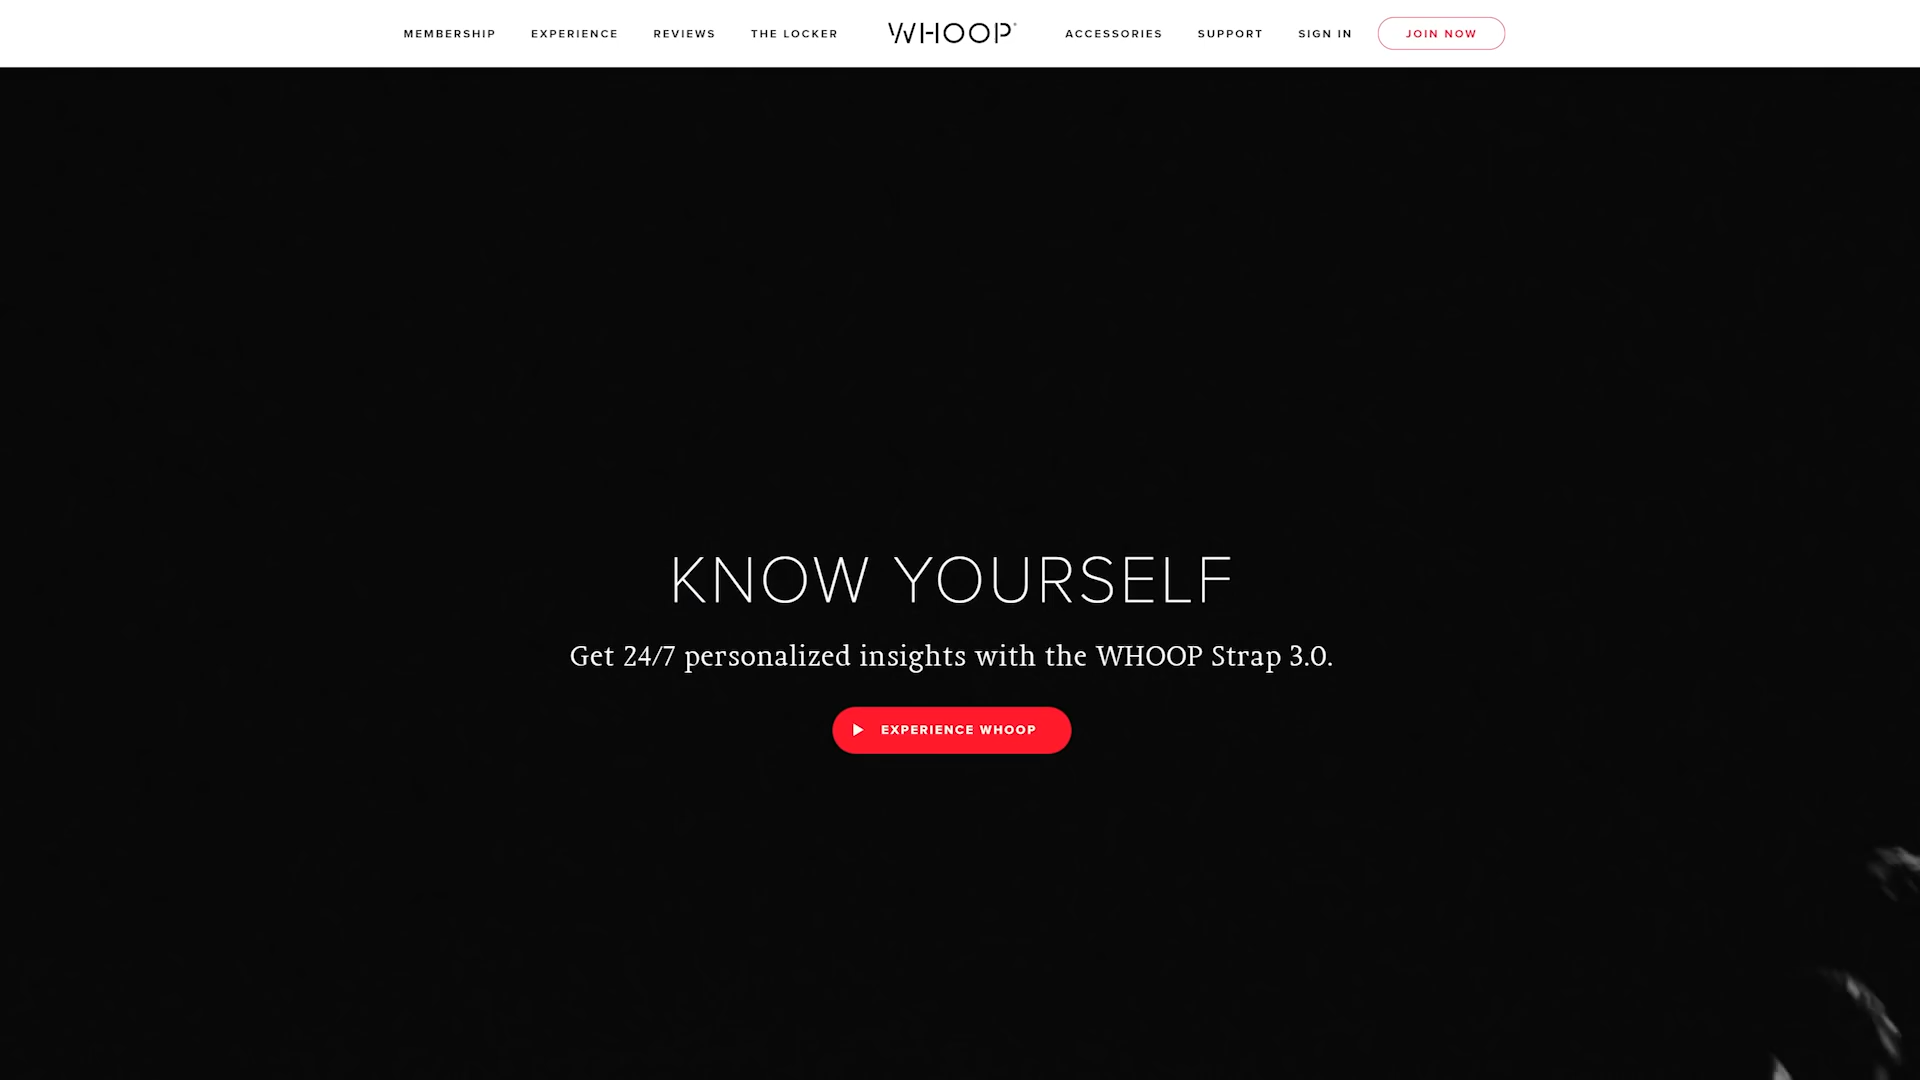 MEMBERSHIP EXPERIENCE REVIEWS THE LOCKER WHOOP ACCESSORIES SUPPORT SIGN IN JOIN NOW
KNOW YOURSELF
Get 24/7 personalized insights with the WHOOP Strap 3.0.
EXPERIENCE WHOOP